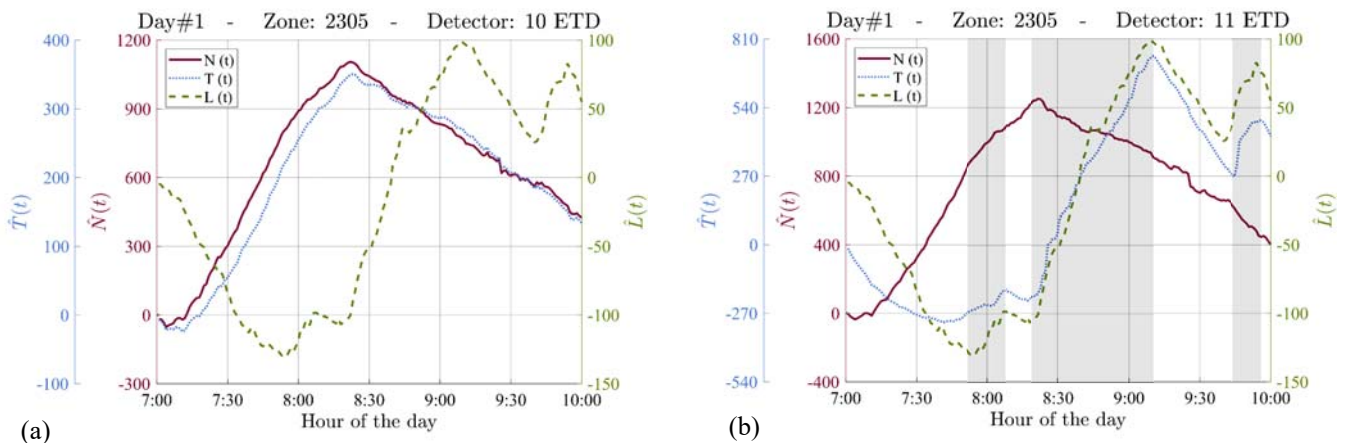 Day#1 - Zone: 2305 - Detector: 10 ETD
400
300
200
100
0
-100
T̂(t)
1200
900
600
300
0
-300
N̂(t)
N (t)
T (t)
L (t)
100
50
0
-50
-100
-150
L̂(t)
7:00 7:30 8:00 8:30 9:00 9:30 10:00
Hour of the day
(a)
Day#1 - Zone: 2305 - Detector: 11 ETD
810
540
270
0
-270
-540
T̂(t)
1600
1200
800
400
0
-400
N̂(t)
N (t)
T (t)
L (t)
100
50
0
-50
-100
-150
L̂(t)
7:00 7:30 8:00 8:30 9:00 9:30 10:00
Hour of the day
(b)